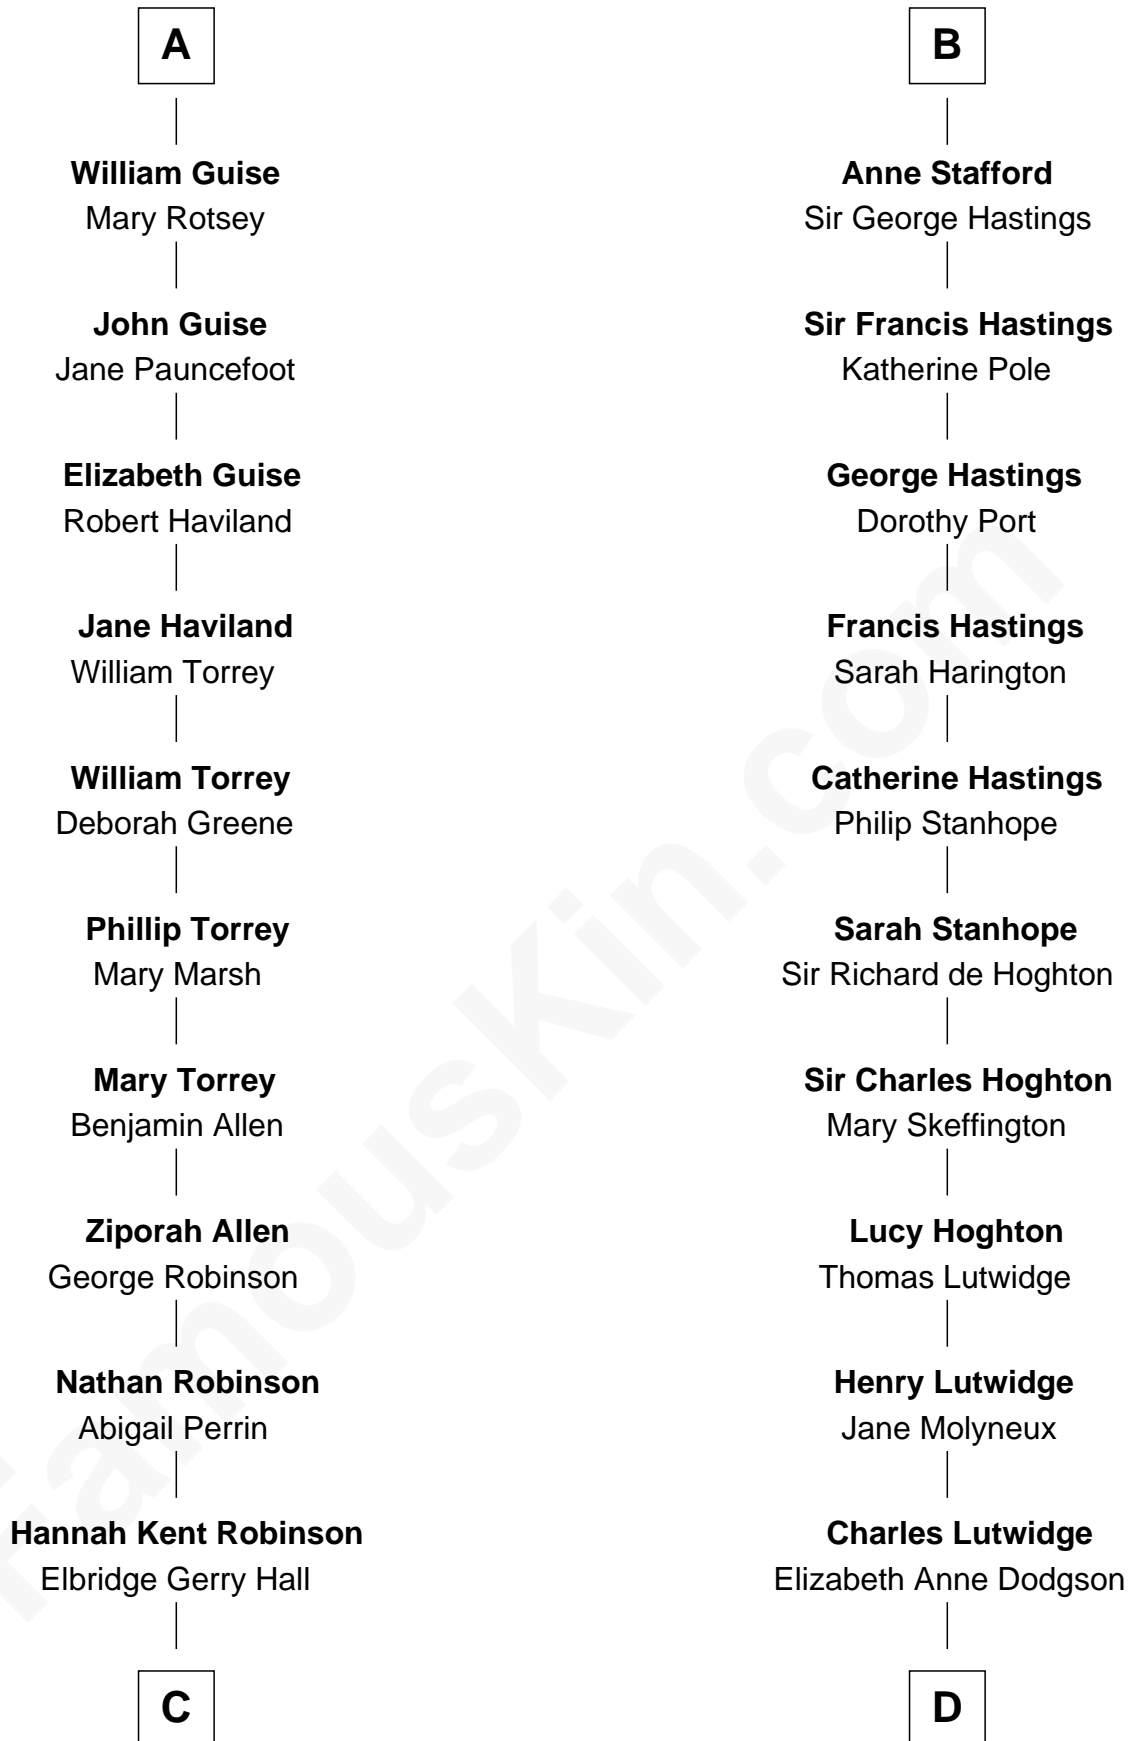 A
William Guise
Mary Rotsey
John Guise
Jane Pauncefoot
Elizabeth Guise
Robert Haviland
Jane Haviland
William Torrey
William Torrey
Deborah Greene
Phillip Torrey
Mary Marsh
Mary Torrey
Benjamin Allen
Ziporah Allen
George Robinson
Nathan Robinson
Abigail Perrin
Hannah Kent Robinson
Elbridge Gerry Hall
C
B
Anne Stafford
Sir George Hastings
Sir Francis Hastings
Katherine Pole
George Hastings
Dorothy Port
Francis Hastings
Sarah Harington
Catherine Hastings
Philip Stanhope
Sarah Stanhope
Sir Richard de Hoghton
Sir Charles Hoghton
Mary Skeffington
Lucy Hoghton
Thomas Lutwidge
Henry Lutwidge
Jane Molyneux
Charles Lutwidge
Elizabeth Anne Dodgson
D
FamousKin.com